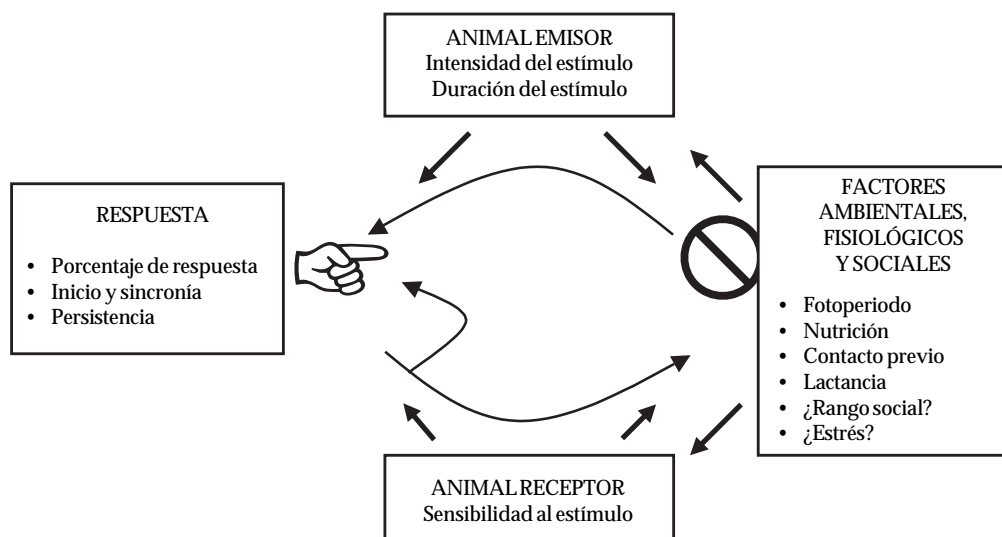 ANIMAL EMISOR
Intensidad del estímulo
Duración del estímulo
RESPUESTA
• Porcentaje de respuesta
• Inicio y sincronía
• Persistencia
FACTORES
AMBIENTALES,
FISIOLÓGICOS
Y SOCIALES
• Fotoperiodo
• Nutrición
• Contacto previo
• Lactancia
• ¿Rango social?
• ¿Estrés?
ANIMAL RECEPTOR
Sensibilidad al estímulo